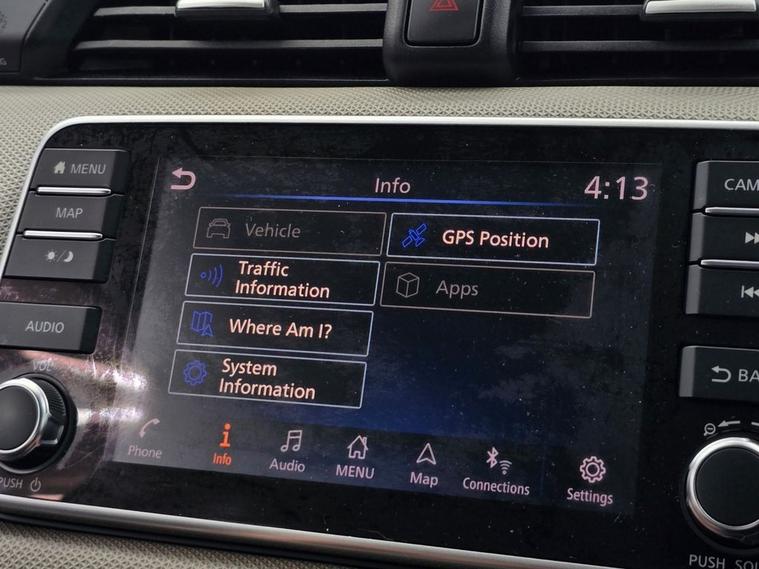 MENU
MAP
AUDIO
VOL
PUSH
Info
4:13
Vehicle
GPS Position
Traffic
Information
Apps
Where Am I?
System
Information
Phone
Info
Audio
MENU
Map
Connections
Settings
CAM
BA
PUSH SOU